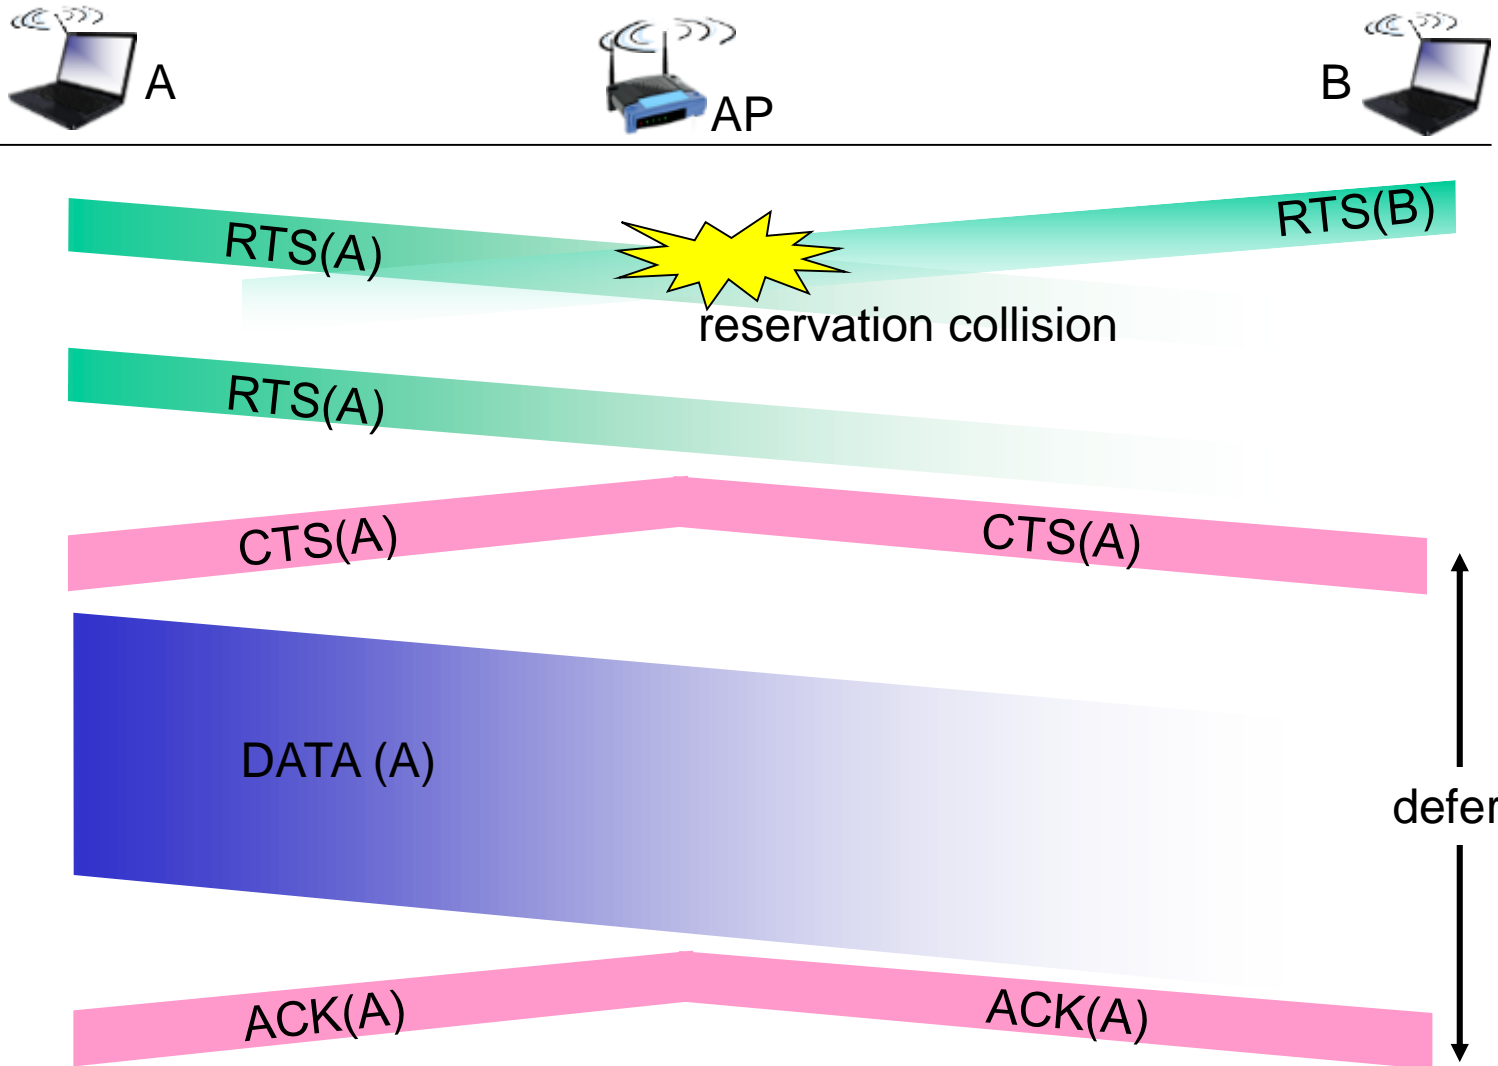 A
AP
B
RTS(A)
RTS(B)
reservation collision
RTS(A)
CTS(A)
CTS(A)
DATA (A)
defer
ACK(A)
ACK(A)